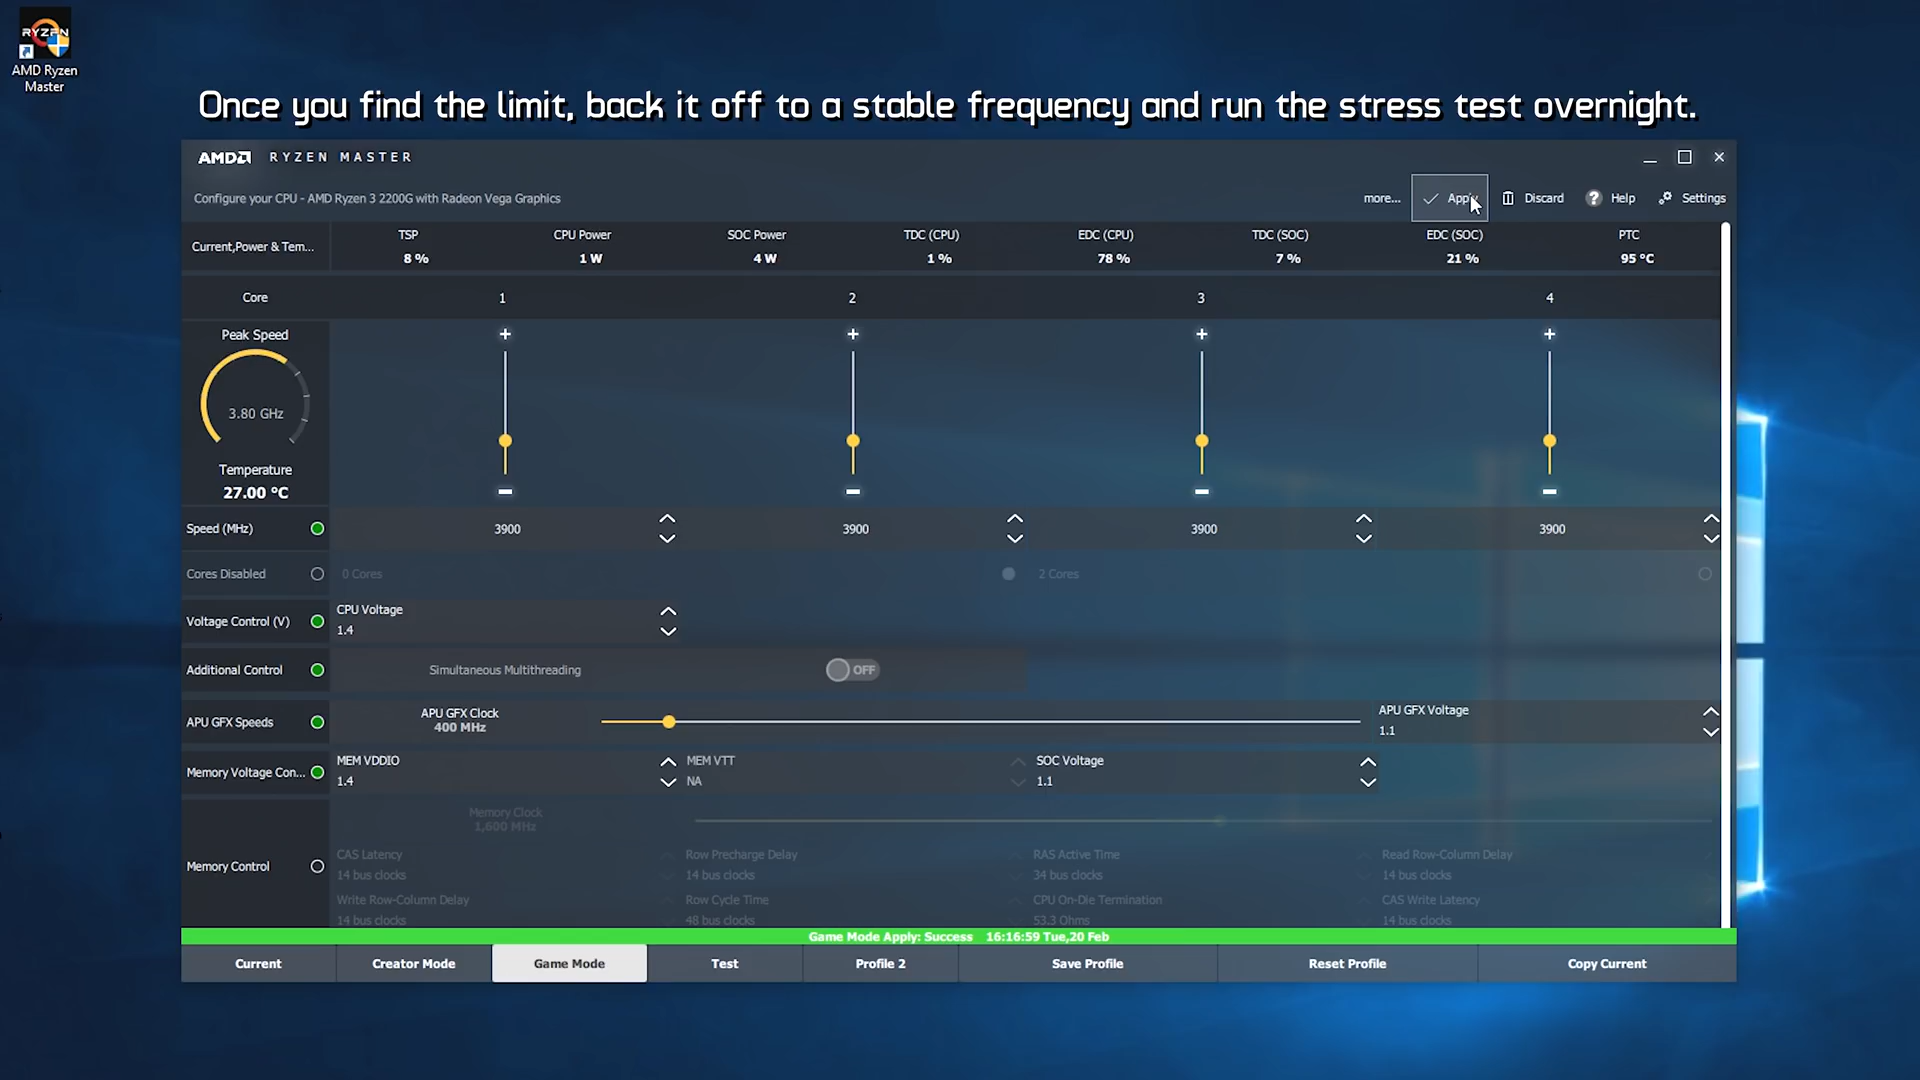 RYZEN
AMD Ryzen
Master
Once you find the limit, back it off to a stable frequency and run the stress test overnight.
AMD RYZEN MASTER
Configure your CPU - AMD Ryzen 3 2200G with Radeon Vega Graphics
more... Apply Discard ? Help Settings
Current,Power & Tem...
TSP CPU Power SOC Power TDC (CPU) EDC (CPU) TDC (SOC) EDC (SOC) PTC
8 % 1 W 4 W 1 % 78 % 7 % 21 % 95 °C
Core 1 2 3 4
Peak Speed
3.80 GHz
Temperature
27.00 °C
Speed (MHz) 3900 3900 3900 3900
Cores Disabled 0 Cores 2 Cores
Voltage Control (V)
CPU Voltage
1.4
Additional Control Simultaneous Multithreading OFF
APU GFX Speeds
APU GFX Clock
400 MHz
APU GFX Voltage
1.1
Memory Voltage Con...
MEM VDDIO MEM VTT SOC Voltage
1.4 NA 1.1
Memory Control
Memory Clock
1,600 MHz
CAS Latency Row Precharge Delay RAS Active Time Read Row-Column Delay
14 bus clocks 14 bus clocks 34 bus clocks 14 bus clocks
Write Row-Column Delay Row Cycle Time CPU On-Die Termination CAS Write Latency
14 bus clocks 48 bus clocks 53.3 Ohms 14 bus clocks
Game Mode Apply: Success 16:16:59 Tue,20 Feb
Current Creator Mode Game Mode Test Profile 2 Save Profile Reset Profile Copy Current